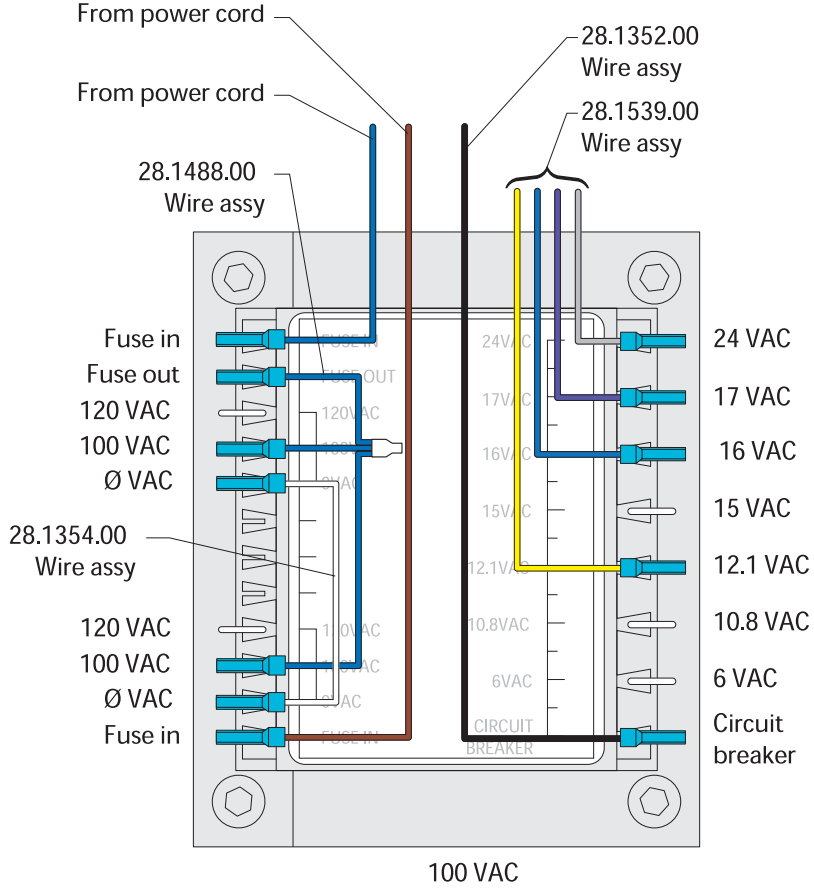 From power cord
From power cord
28.1488.00
Wire assy
28.1352.00
Wire assy
28.1539.00
Wire assy
Fuse in
Fuse out
120 VAC
100 VAC
Ø VAC
28.1354.00
Wire assy
120 VAC
100 VAC
Ø VAC
Fuse in
FUSE IN
FUSE OUT
120VAC
100VAC
0VAC
120VAC
100VAC
0VAC
FUSE IN
24VAC
17VAC
16VAC
15VAC
12.1VAC
10.8VAC
6VAC
CIRCUIT
BREAKER
24 VAC
17 VAC
16 VAC
15 VAC
12.1 VAC
10.8 VAC
6 VAC
Circuit
breaker
100 VAC